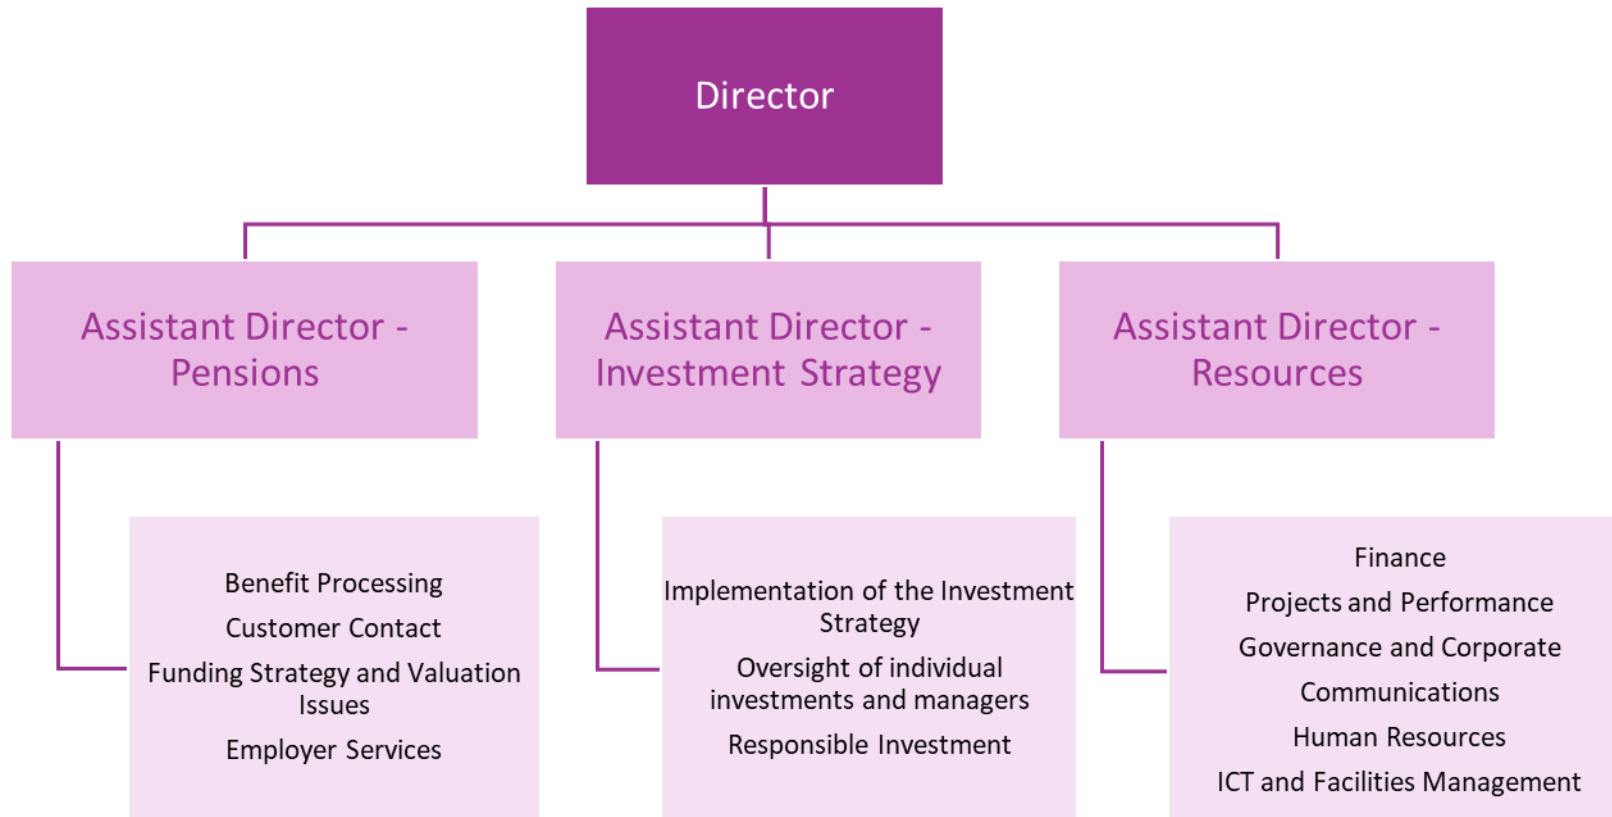 Director
Assistant Director -
Pensions
Assistant Director -
Investment Strategy
Assistant Director -
Resources
Benefit Processing
Customer Contact
Funding Strategy and Valuation
Issues
Employer Services
Implementation of the Investment
Strategy
Oversight of individual
investments and managers
Responsible Investment
Finance
Projects and Performance
Governance and Corporate
Communications
Human Resources
ICT and Facilities Management